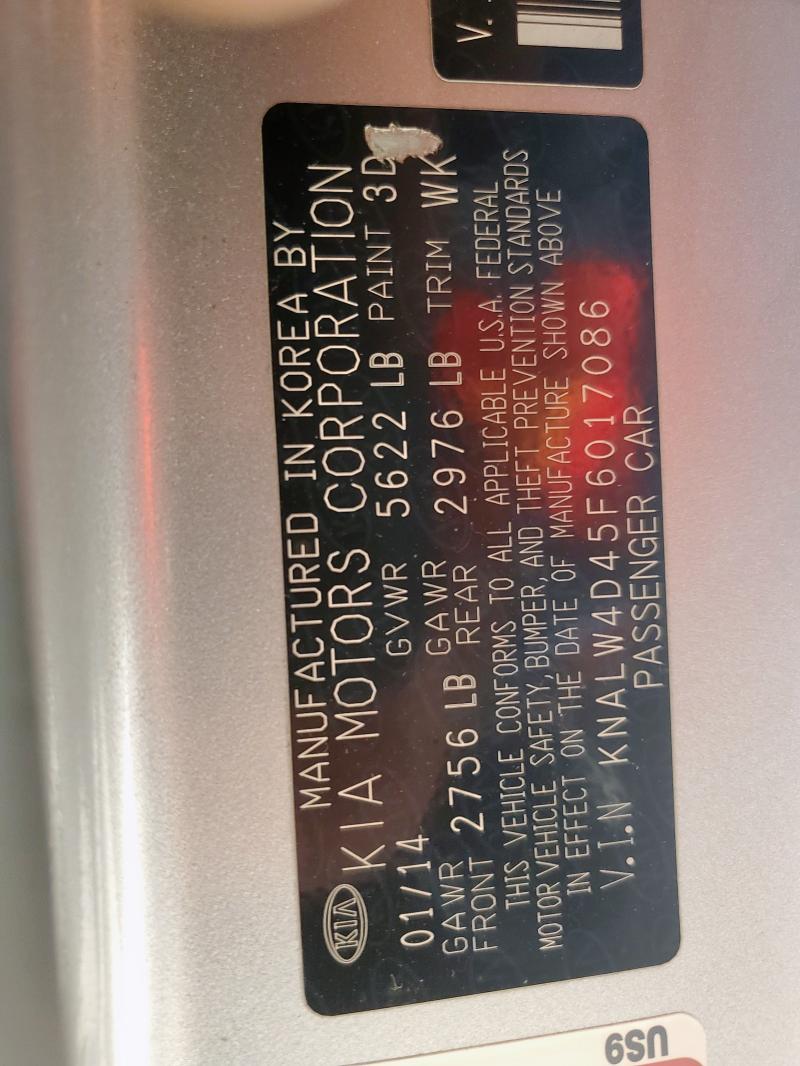 V.
MANUFACTURED IN KOREA BY
KIA KIA MOTORS CORPORATION
01/14 GVWR 5622 LB PAINT 3D
GAWR FRONT 2756 LB GAWR REAR 2976 LB TRIM WK
THIS VEHICLE CONFORMS TO ALL APPLICABLE U.S.A. FEDERAL
MOTOR VEHICLE SAFETY, BUMPER, AND THEFT PREVENTION STANDARDS
IN EFFECT ON THE DATE OF MANUFACTURE SHOWN ABOVE
V.I.N KNALW4D45F6017086
PASSENGER CAR
US9